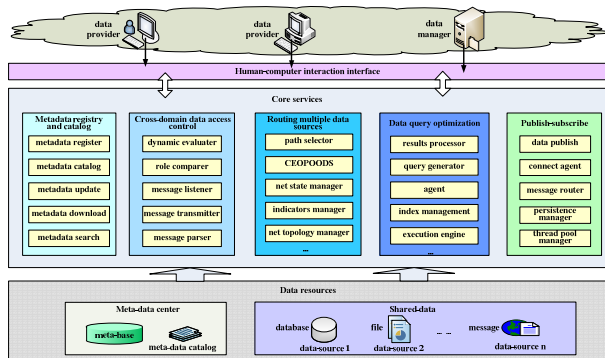 data
provider
data
provider
data
manager
Human-computer interaction interface
Core services
Metadata registry
and catalog
metadata register
metadata catalog
metadata update
metadata download
metadata search
Cross-domain data access
control
dynamic evaluater
role comparer
message listener
message transmitter
message parser
Routing multiple data
sources
path selector
CEOPOODS
net state manager
indicators manager
net topology manager
...
Data query optimization
results processor
query generator
agent
index management
execution engine
...
Publish-subscribe
data publish
connect agent
message router
persistence
manager
thread pool
manager
Data resources
Meta-data center
meta-base
meta-data catalog
Shared-data
database
data-source 1
file
data-source 2
... ...
message
data-source n